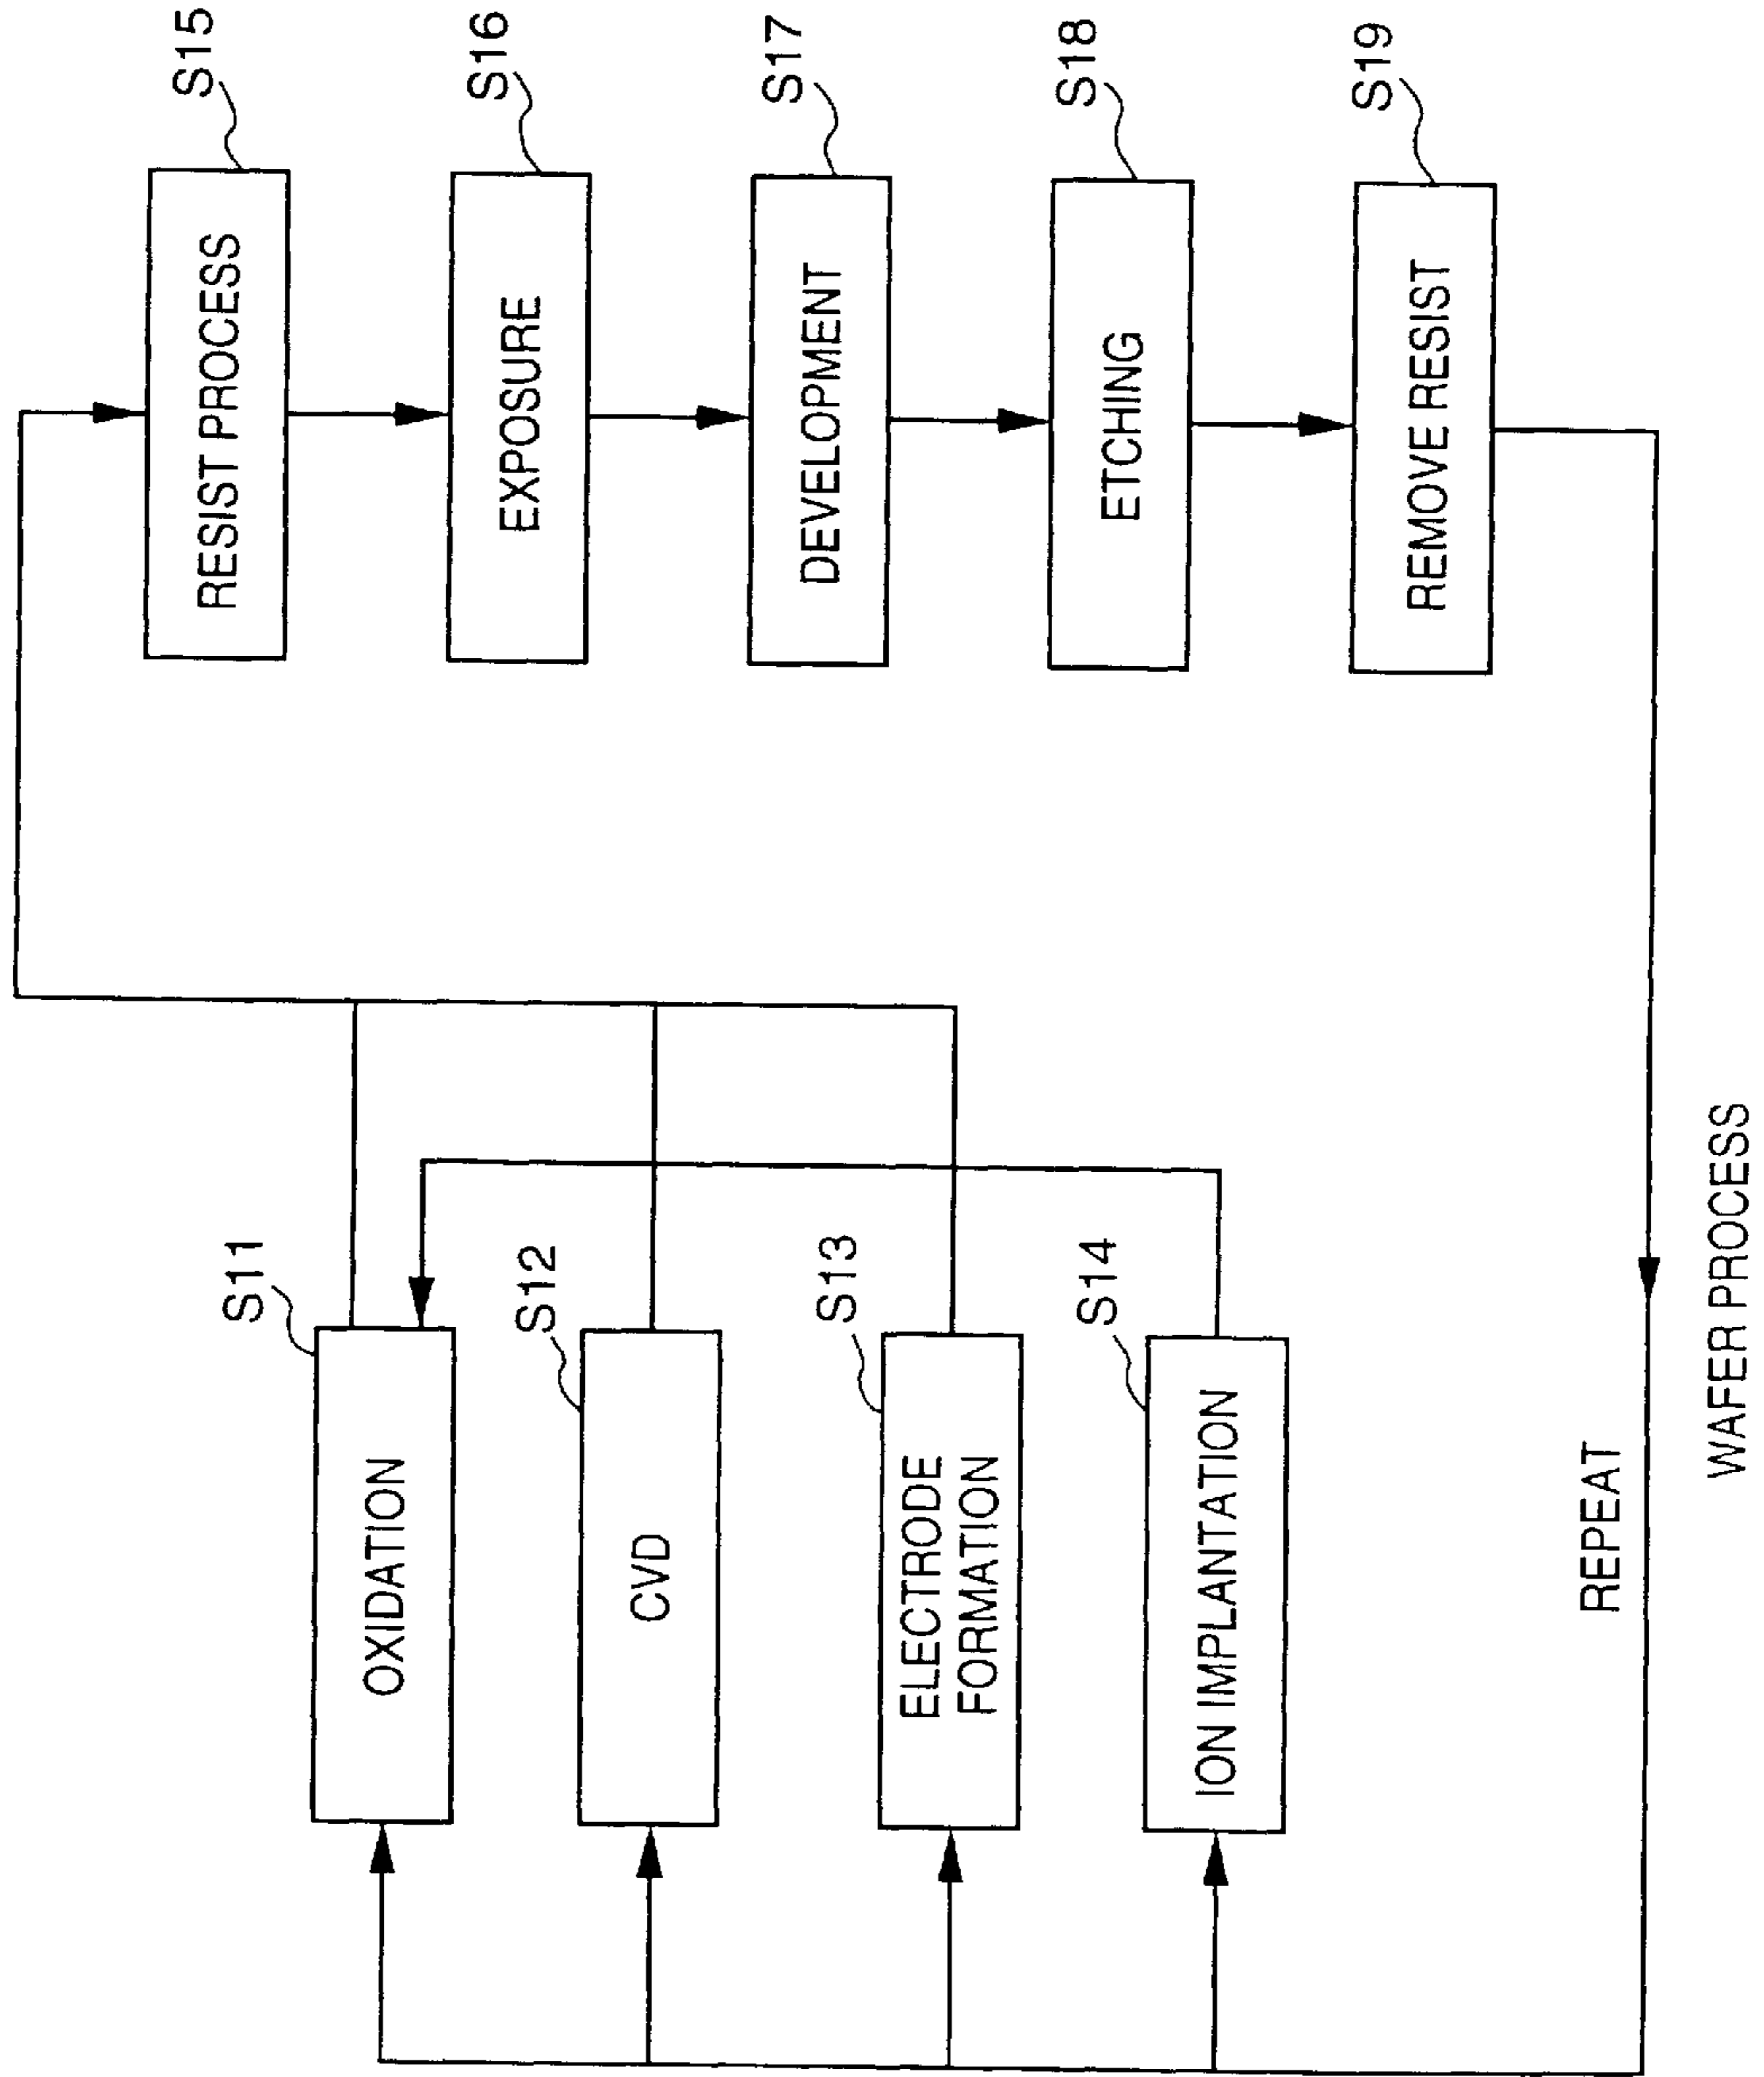 S11
OXIDATION
S12
CVD
S13
ELECTRODE
FORMATION
S14
ION IMPLANTATION
S15
RESIST PROCESS
S16
EXPOSURE
S17
DEVELOPMENT
S18
ETCHING
S19
REMOVE RESIST
REPEAT
WAFER PROCESS